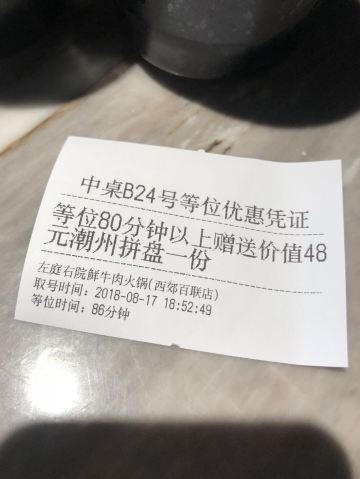 中桌B24号等位优惠凭证
等位80分钟以上赠送价值48
元潮州拼盘一份
左庭石院鲜牛肉火锅(西郊百联店)
取号时间：2018-08-17 18:52:49
等位时间：86分钟